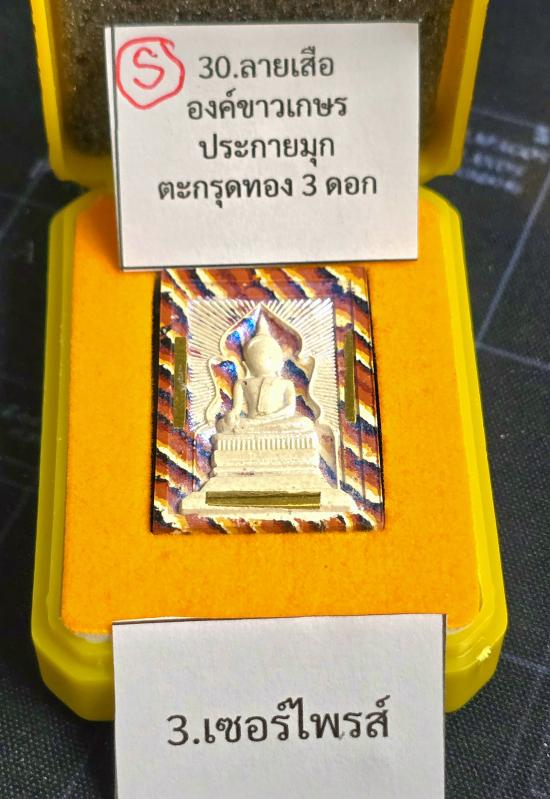 S
30.ลายเสือ
องค์ขาวเกษร
ประกายมุก
ตะกรุดทอง 3 ดอก
3.เซอร์ไพรส์